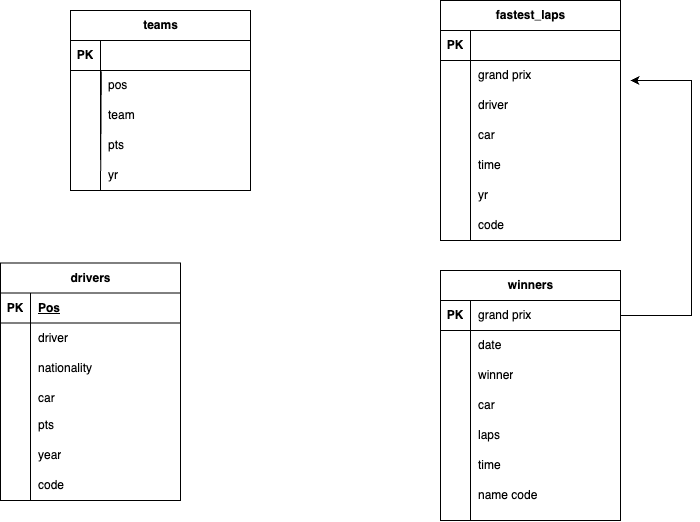 teams
PK
pos
team
pts
yr
fastest_laps
PK
grand prix
driver
car
time
yr
code
drivers
PK Pos
driver
nationality
car
pts
year
code
winners
PK grand prix
date
winner
car
laps
time
name code